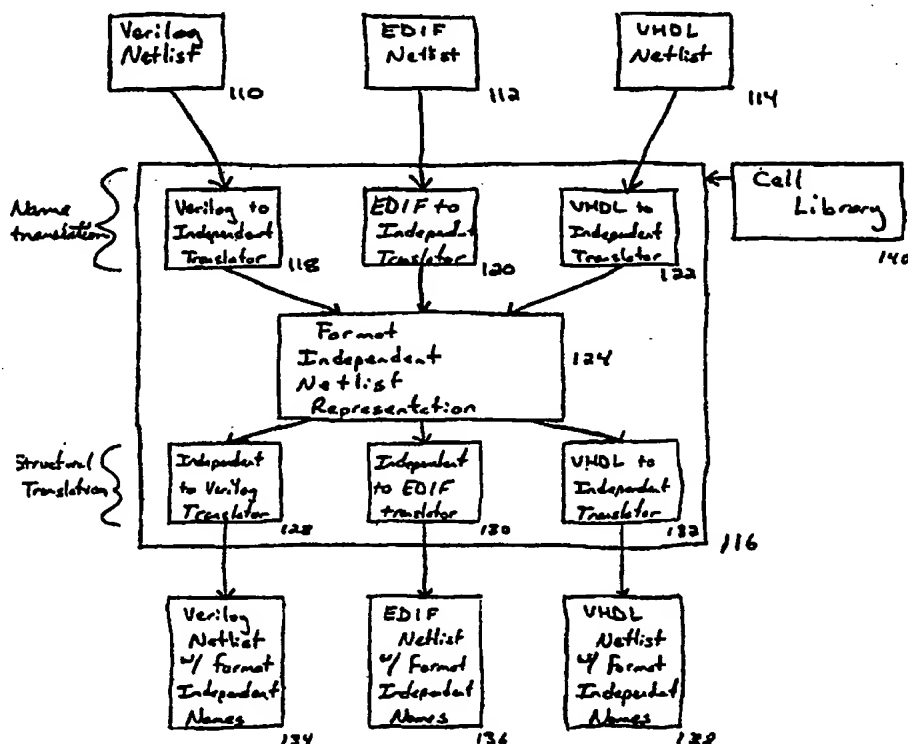 Verilog
Netlist
110
EDIF
Netlist
112
VHDL
Netlist
114
Name
translation
Verilog to
Independent
Translator
118
EDIF to
Independent
Translator
120
VHDL to
Independent
Translator
122
Cell
Library
140
Format
Independent
Netlist
Representation
124
Structural
Translation
Independent
to Verilog
Translator
128
Independent
to EDIF
translator
130
VHDL to
Independent
Translator
132
116
Verilog
Netlist
w/ Format
Independent
Names
134
EDIF
Netlist
w/ Format
Independent
Names
136
VHDL
Netlist
w/ Format
Independent
Names
138